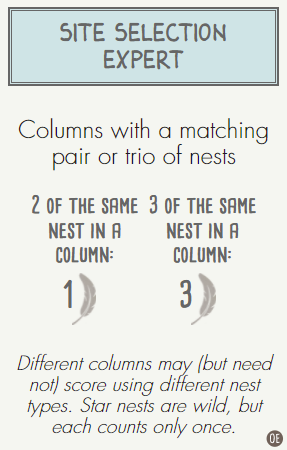 SITE SELECTION
EXPERT
Columns with a matching
pair or trio of nests
2 OF THE SAME
NEST IN A
COLUMN:
1
3 OF THE SAME
NEST IN A
COLUMN:
3
Different columns may (but need
not) score using different nest
types. Star nests are wild, but
each counts only once.
OE